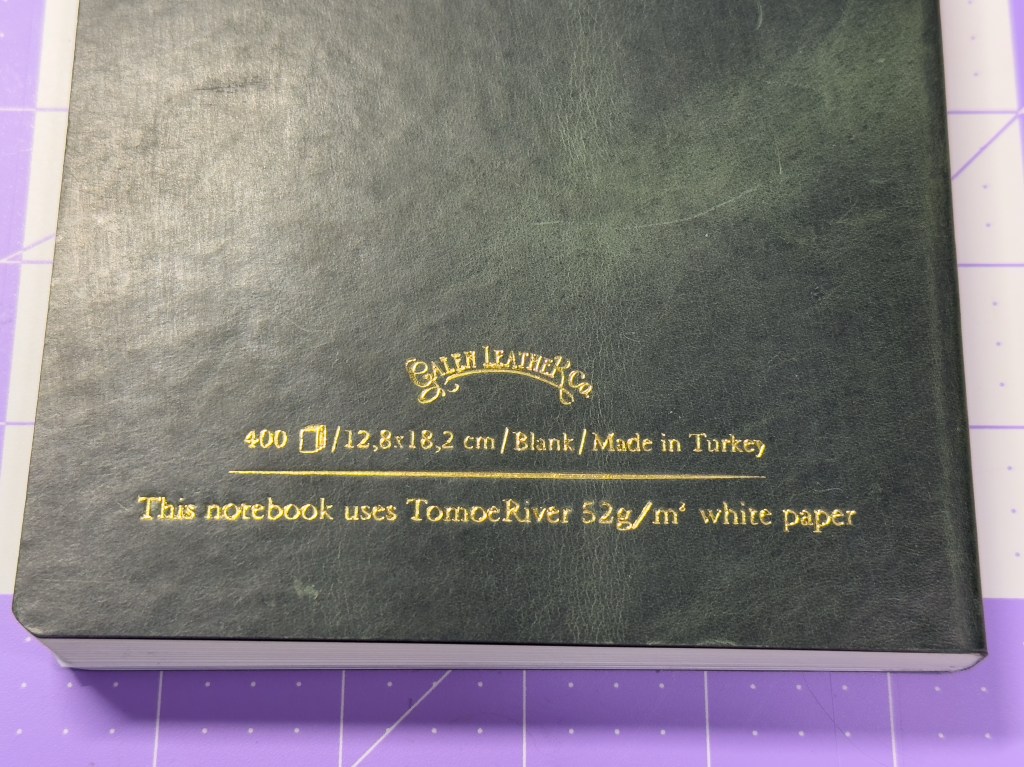 GALEN LEATHER Co.
400 / 12,8x18,2 cm / Blank / Made in Turkey
This notebook uses TomoeRiver 52g/m² white paper